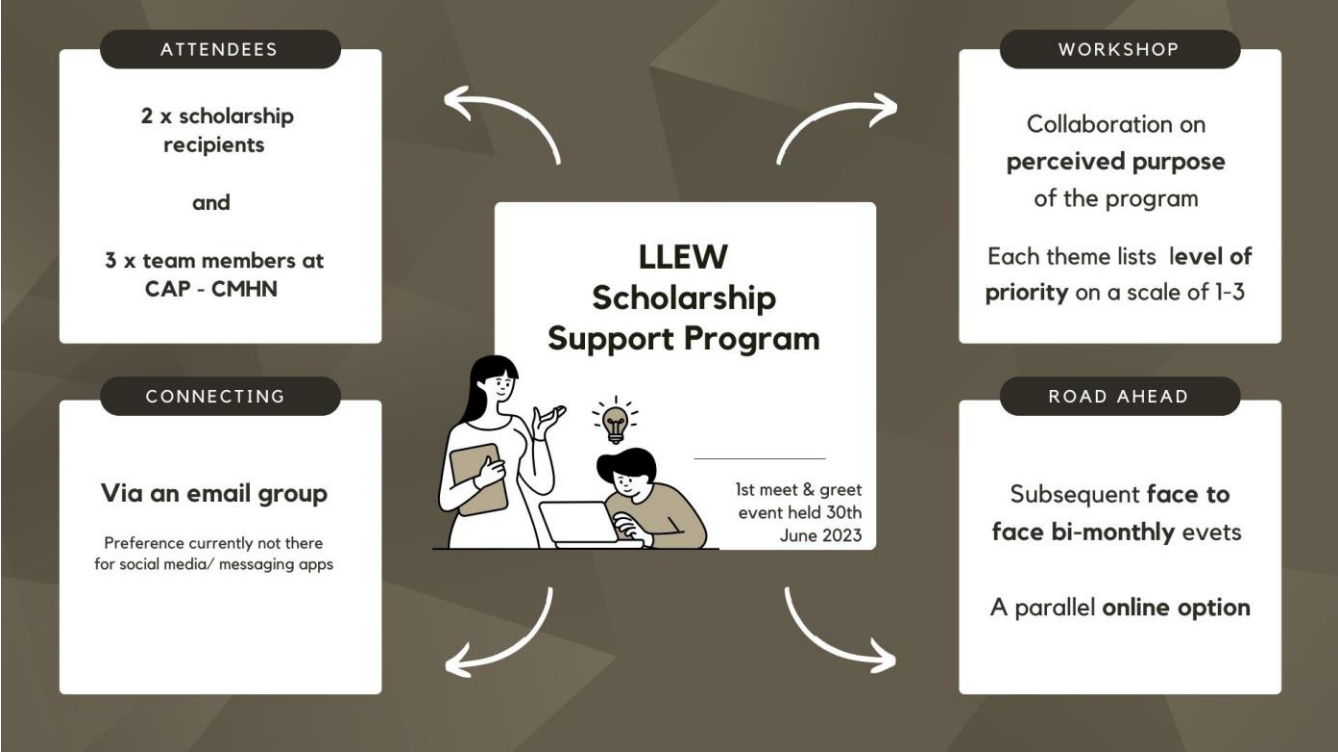 ATTENDEES
2 x scholarship
recipients
and
3 x team members at
CAP - CMHN
WORKSHOP
Collaboration on
perceived purpose
of the program
Each theme lists level of
priority on a scale of 1-3
LLEW
Scholarship
Support Program
1st meet & greet
event held 30th
June 2023
CONNECTING
Via an email group
Preference currently not there
for social media/ messaging apps
ROAD AHEAD
Subsequent face to
face bi-monthly evets
A parallel online option